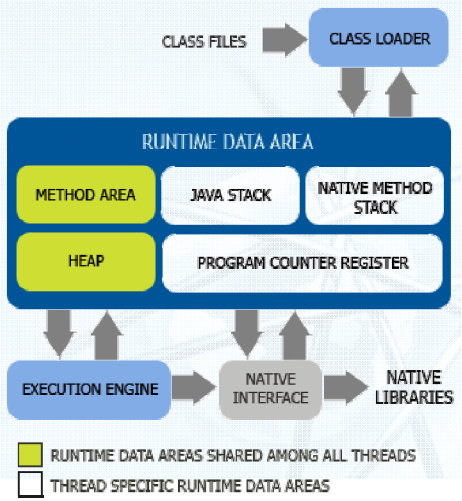 CLASS FILES
CLASS LOADER
RUNTIME DATA AREA
METHOD AREA
JAVA STACK
NATIVE METHOD
STACK
HEAP
PROGRAM COUNTER REGISTER
EXECUTION ENGINE
NATIVE
INTERFACE
NATIVE
LIBRARIES
RUNTIME DATA AREAS SHARED AMONG ALL THREADS
THREAD SPECIFIC RUNTIME DATA AREAS